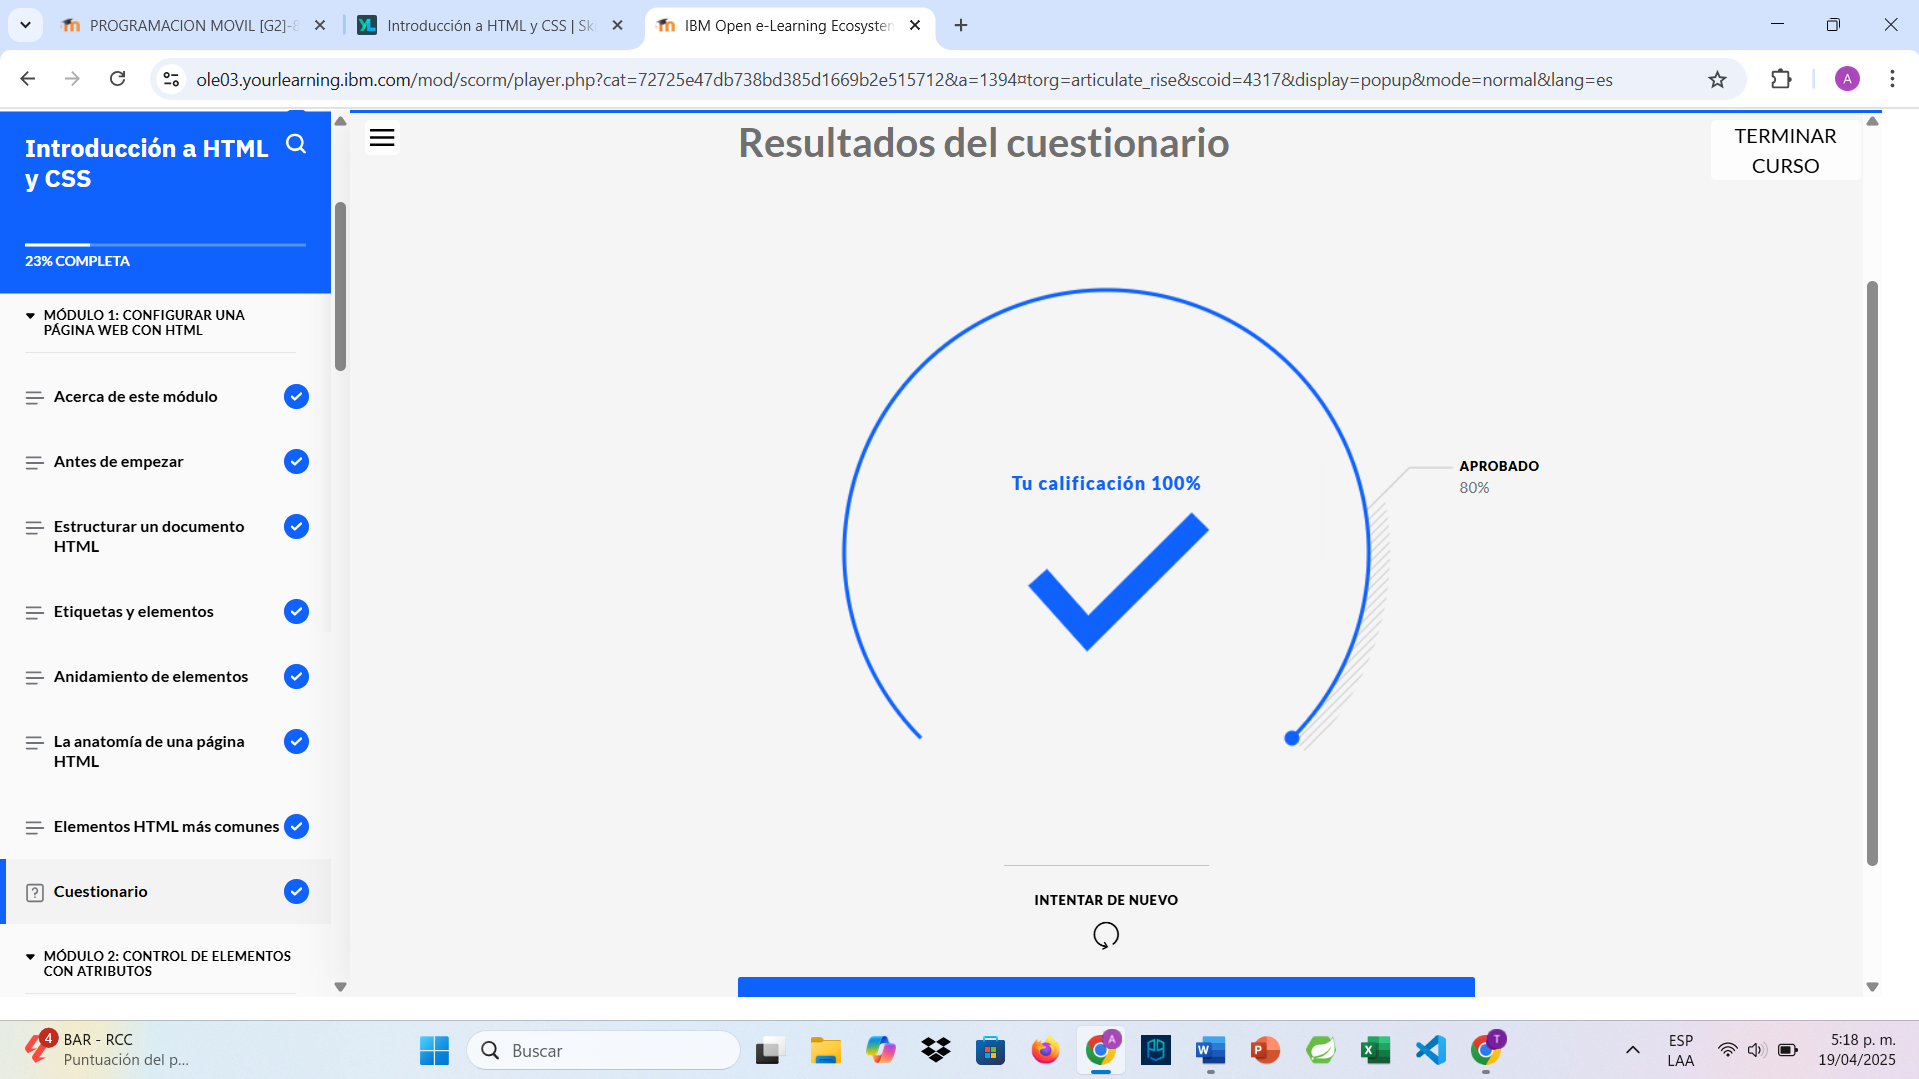 PROGRAMACION MOVIL [G2]-8
Introducción a HTML y CSS | Ski
IBM Open e-Learning Ecosystem
ole03.yourlearning.ibm.com/mod/scorm/player.php?cat=72725e47db738bd385d1669b2e515712&a=1394¤torg=articulate_rise&scoid=4317&display=popup&mode=normal&lang=es
A
Introducción a HTML
y CSS
23% COMPLETA
MÓDULO 1: CONFIGURAR UNA
PÁGINA WEB CON HTML
Acerca de este módulo
Antes de empezar
Estructurar un documento
HTML
Etiquetas y elementos
Anidamiento de elementos
La anatomía de una página
HTML
Elementos HTML más comunes
Cuestionario
MÓDULO 2: CONTROL DE ELEMENTOS
CON ATRIBUTOS
Resultados del cuestionario
TERMINAR
CURSO
Tu calificación 100%
APROBADO
80%
INTENTAR DE NUEVO
4
BAR - RCC
Puntuación del p...
Buscar
A
T
ESP
LAA
5:18 p. m.
19/04/2025